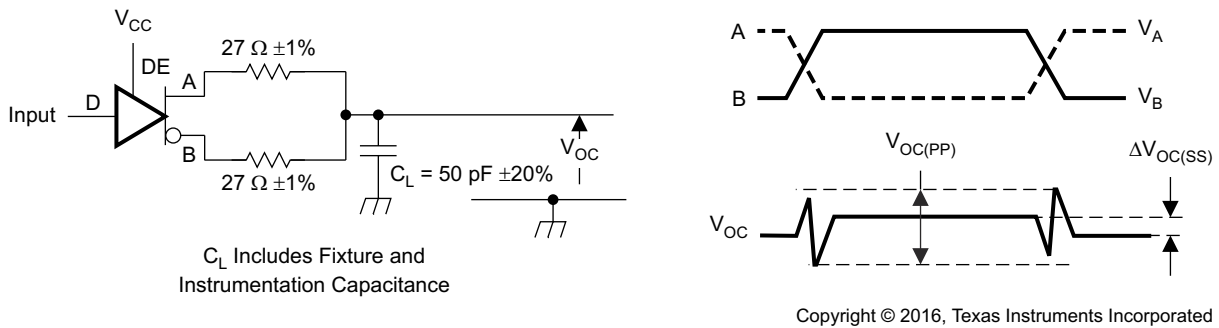 V_CC
27 Ω ±1%
DE
A
Input
D
B
27 Ω ±1%
C_L = 50 pF ±20%
V_OC
C_L Includes Fixture and
Instrumentation Capacitance
A
V_A
B
V_B
V_OC(PP)
ΔV_OC(SS)
V_OC
Copyright © 2016, Texas Instruments Incorporated